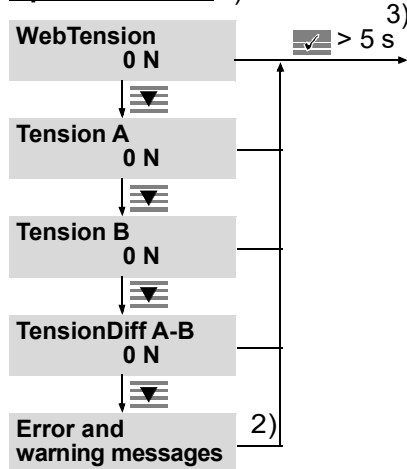 3)
WebTension
0 N
> 5 s
Tension A
0 N
Tension B
0 N
TensionDiff A-B
0 N
Error and
2)
warning messages